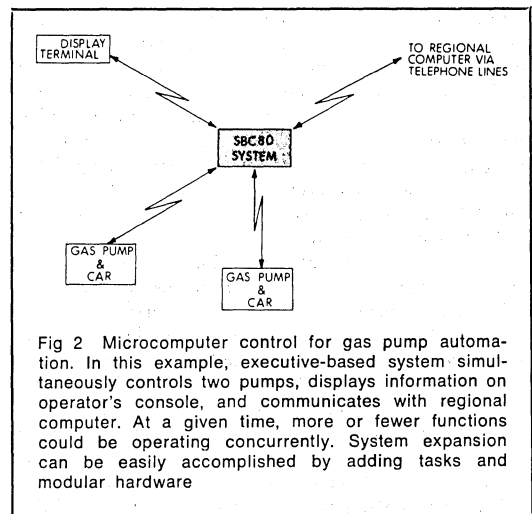 DISPLAY
TERMINAL
TO REGIONAL
COMPUTER VIA
TELEPHONE LINES
SBC80
SYSTEM
GAS PUMP
&
CAR
GAS PUMP
&
CAR
Fig 2 Microcomputer control for gas pump automa-
tion. In this example, executive-based system simul-
taneously controls two pumps, displays information on
operator's console, and communicates with regional
computer. At a given time, more or fewer functions
could be operating concurrently. System expansion
can be easily accomplished by adding tasks and
modular hardware